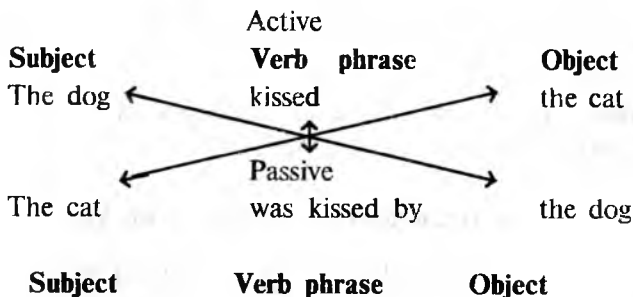 Active
Subject Verb phrase Object
The dog kissed the cat
Passive
The cat was kissed by the dog
Subject Verb phrase Object